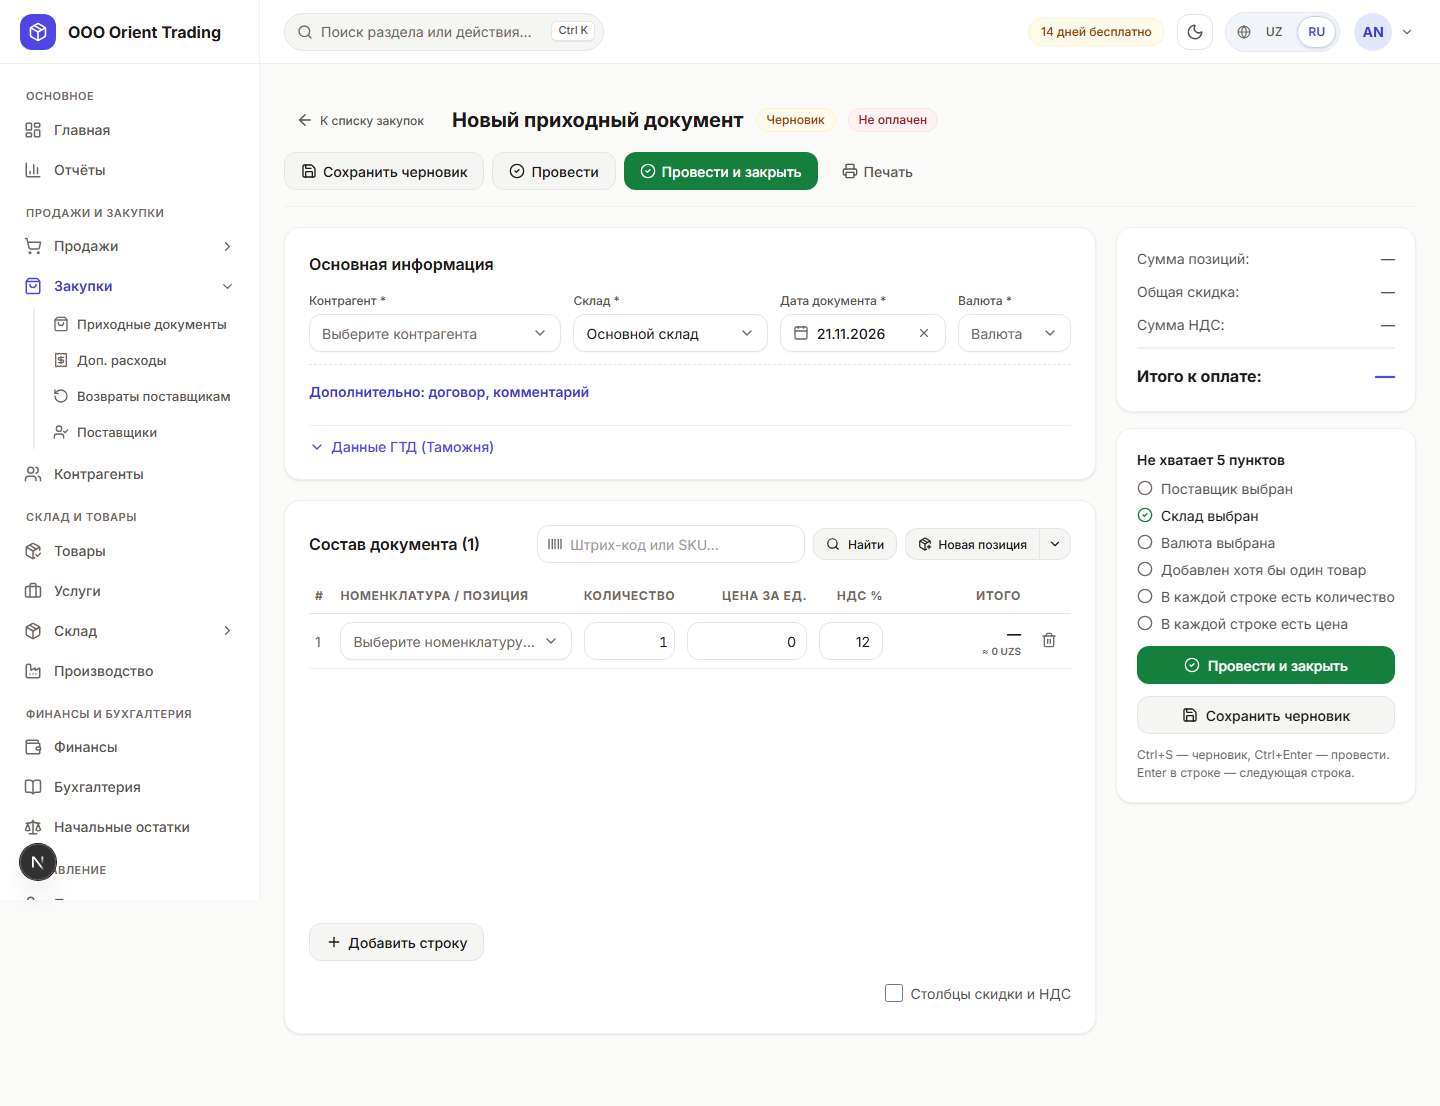 ООО Orient Trading
Поиск раздела или действия...
Ctrl K
14 дней бесплатно
UZ
RU
AN
ОСНОВНОЕ
Главная
Отчёты
ПРОДАЖИ И ЗАКУПКИ
Продажи
Закупки
Приходные документы
Доп. расходы
Возвраты поставщикам
Поставщики
Контрагенты
СКЛАД И ТОВАРЫ
Товары
Услуги
Склад
Производство
ФИНАНСЫ И БУХГАЛТЕРИЯ
Финансы
Бухгалтерия
Начальные остатки
N
К списку закупок
Новый приходный документ
Черновик
Не оплачен
Сохранить черновик
Провести
Провести и закрыть
Печать
Основная информация
Контрагент *
Склад *
Дата документа *
Валюта *
Выберите контрагента
Основной склад
21.11.2026
Валюта
Дополнительно: договор, комментарий
Данные ГТД (Таможня)
Состав документа (1)
Штрих-код или SKU...
Найти
Новая позиция
# НОМЕНКЛАТУРА / ПОЗИЦИЯ КОЛИЧЕСТВО ЦЕНА ЗА ЕД. НДС % ИТОГО
1 Выберите номенклатуру... 1 0 12 —
≈ 0 UZS
Добавить строку
Столбцы скидки и НДС
Сумма позиций: —
Общая скидка: —
Сумма НДС: —
Итого к оплате: —
Не хватает 5 пунктов
Поставщик выбран
Склад выбран
Валюта выбрана
Добавлен хотя бы один товар
В каждой строке есть количество
В каждой строке есть цена
Провести и закрыть
Сохранить черновик
Ctrl+S — черновик, Ctrl+Enter — провести.
Enter в строке — следующая строка.